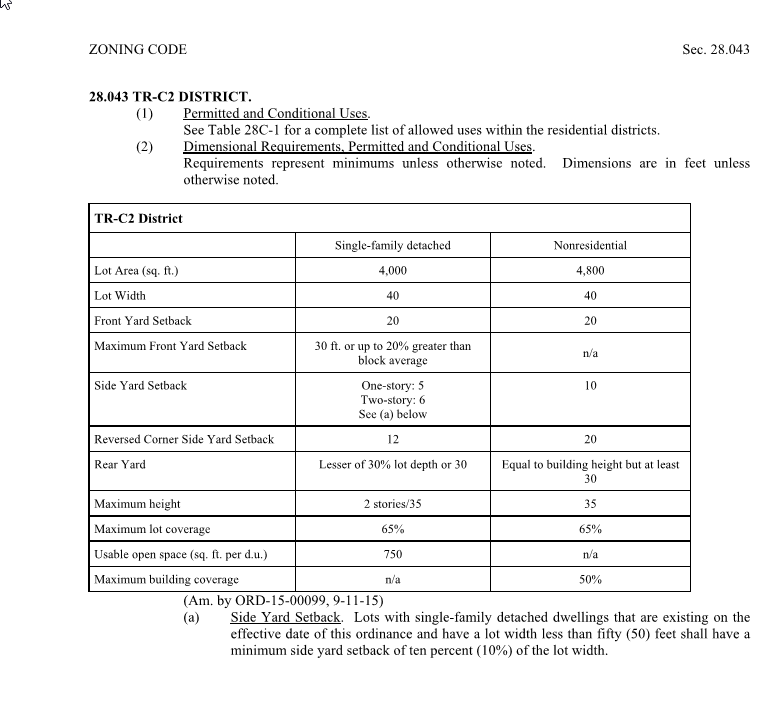 ZONING CODE Sec. 28.043
28.043 TR-C2 DISTRICT.
(1) Permitted and Conditional Uses.
See Table 28C-1 for a complete list of allowed uses within the residential districts.
(2) Dimensional Requirements, Permitted and Conditional Uses.
Requirements represent minimums unless otherwise noted. Dimensions are in feet unless
otherwise noted.
TR-C2 District
Single-family detached Nonresidential
Lot Area (sq. ft.) 4,000 4,800
Lot Width 40 40
Front Yard Setback 20 20
Maximum Front Yard Setback 30 ft. or up to 20% greater than
block average n/a
Side Yard Setback One-story: 5 10
Two-story: 6
See (a) below
Reversed Corner Side Yard Setback 12 20
Rear Yard Lesser of 30% lot depth or 30 Equal to building height but at least
30
Maximum height 2 stories/35 35
Maximum lot coverage 65% 65%
Usable open space (sq. ft. per d.u.) 750 n/a
Maximum building coverage n/a 50%
(Am. by ORD-15-00099, 9-11-15)
(a) Side Yard Setback. Lots with single-family detached dwellings that are existing on the
effective date of this ordinance and have a lot width less than fifty (50) feet shall have a
minimum side yard setback of ten percent (10%) of the lot width.